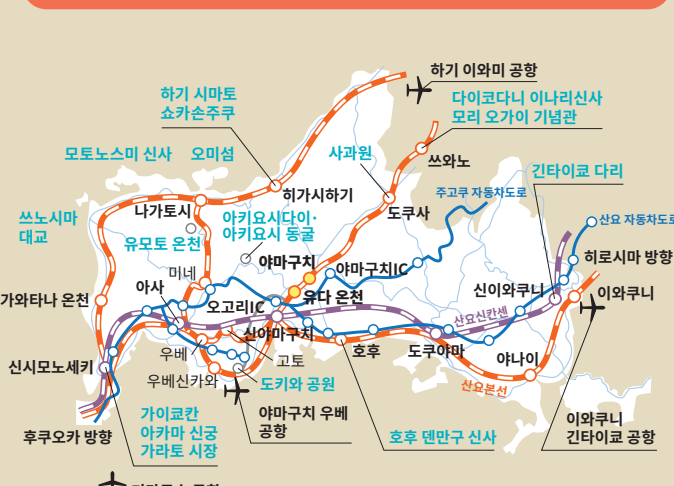 하기 이와미 공항
하기 시마토
쇼카손주쿠
다이코다니 이나리신사
모리 오가이 기념관
모토노스미 신사
오미섬
사과원
쓰와노
긴타이쿄 다리
히가시하기
주고쿠 자동차도로
나가토시
도쿠사
쓰노시마
대교
아키요시다이·
아키요시 동굴
산요 자동차도로
유모토 온천
야마구치
히로시마 방향
미네
야마구치IC
아사
신이와쿠니
이와쿠니
가와타나 온천
오고리IC
유다 온천
산요신칸센
신야마구치
우베
고토
호후
도쿠야마
야나이
신시모노세키
우베신카와
도키와 공원
산요본선
가이쿄칸
아카마 신궁
가라토 시장
야마구치 우베
공항
이와쿠니
긴타이쿄 공항
후쿠오카 방향
호후 덴만구 신사